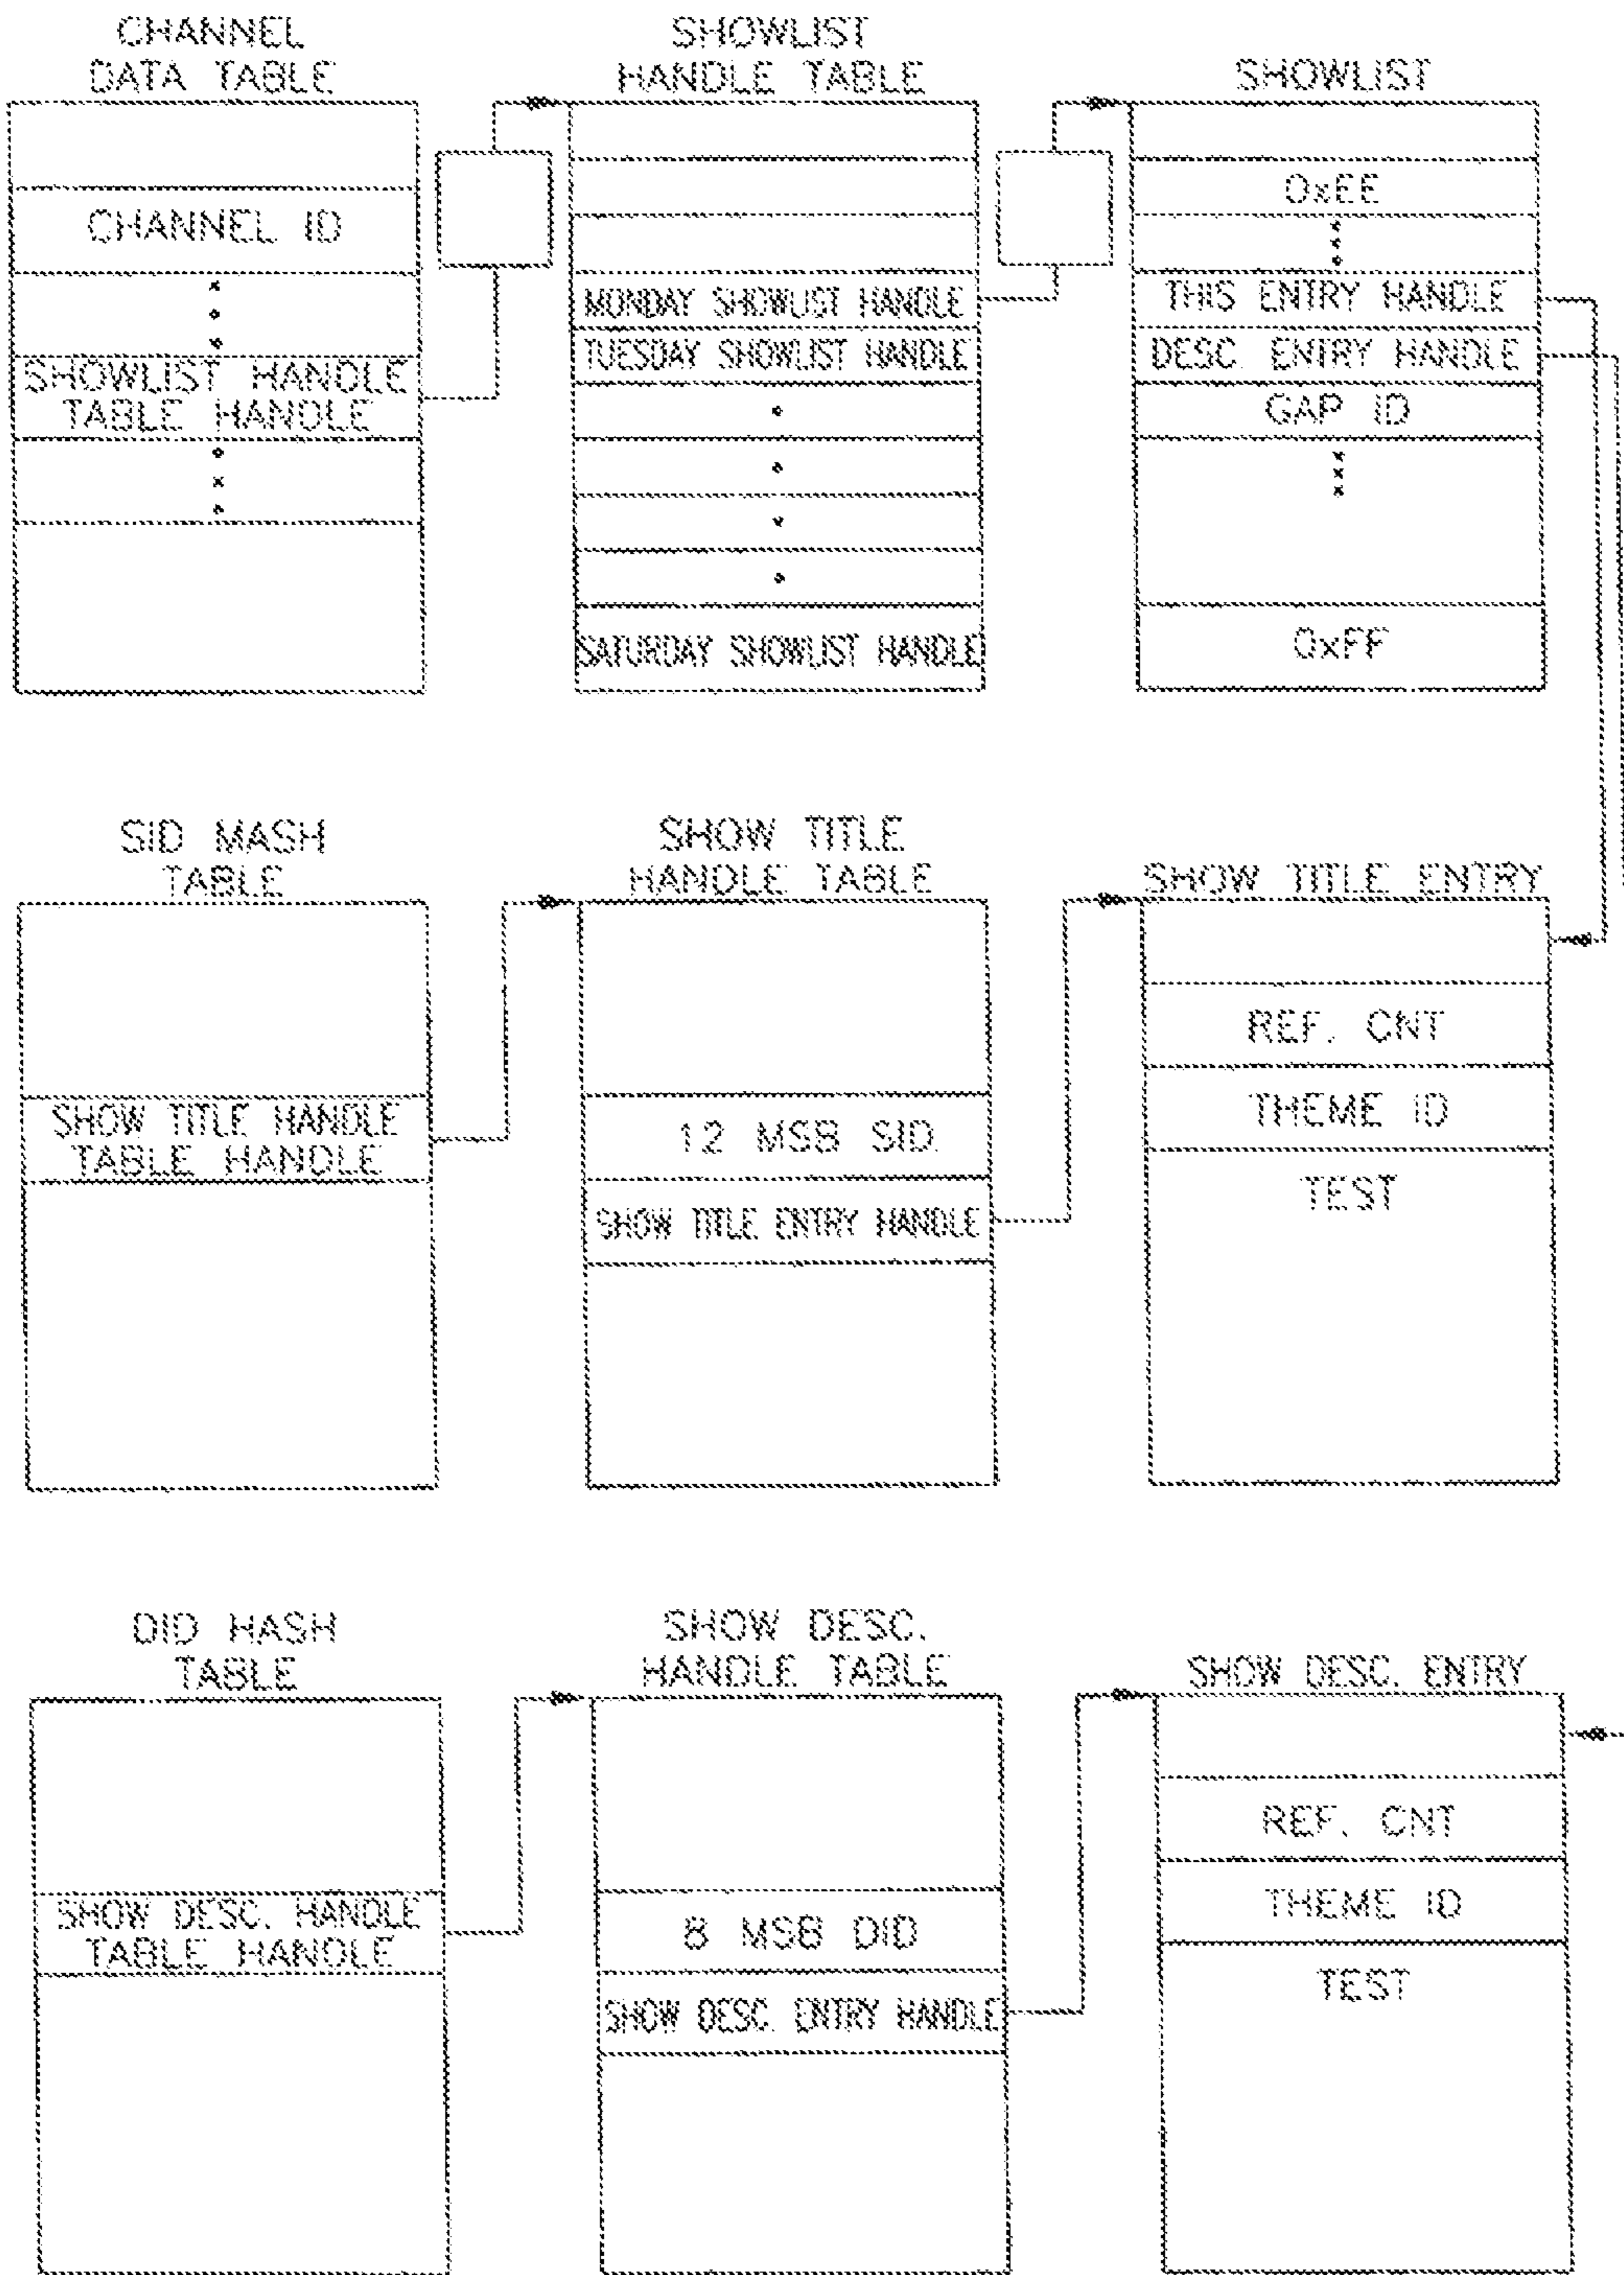 CHANNEL
DATA TABLE
SHOWLIST
HANDLE TABLE
SHOWLIST
CHANNEL ID
SHOWLIST HANDLE
TABLE HANDLE
MONDAY SHOWLIST HANDLE
TUESDAY SHOWLIST HANDLE
SATURDAY SHOWLIST HANDLE
0xEE
THIS ENTRY HANDLE
DESC. ENTRY HANDLE
GAP ID
0xFF
SID MASH
TABLE
SHOW TITLE
HANDLE TABLE
SHOW TITLE ENTRY
SHOW TITLE HANDLE
TABLE HANDLE
12 MSB SID
SHOW TITLE ENTRY HANDLE
REF. CNT
THEME ID
TEST
DID HASH
TABLE
SHOW DESC.
HANDLE TABLE
SHOW DESC. ENTRY
SHOW DESC. HANDLE
TABLE HANDLE
8 MSB DID
SHOW DESC. ENTRY HANDLE
REF. CNT
THEME ID
TEST